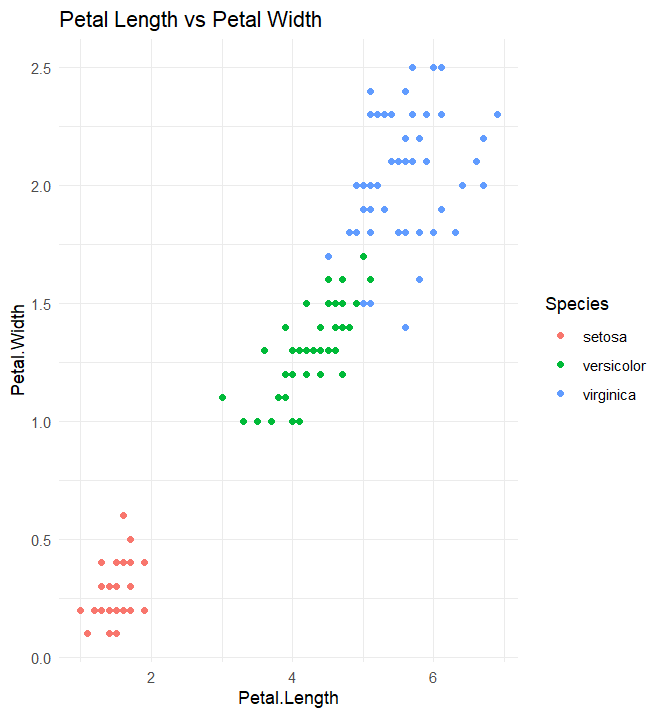 Petal Length vs Petal Width
2.5
2.0
1.5
1.0
0.5
0.0
Petal.Width
2 4 6
Petal.Length
Species
setosa
versicolor
virginica